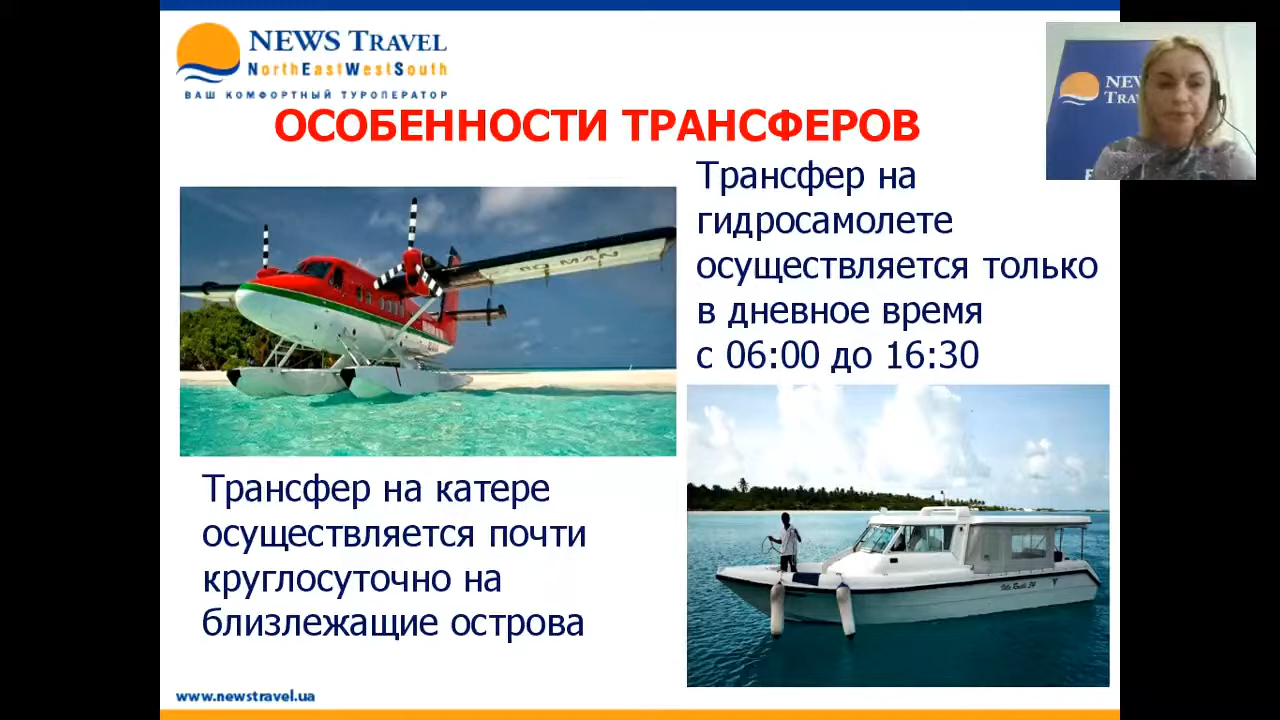 NEWS TRAVEL
NorthEastWestSouth
ВАШ КОМФОРТНЫЙ ТУРОПЕРАТОР
ОСОБЕННОСТИ ТРАНСФЕРОВ
Трансфер на
гидросамолете
осуществляется только
в дневное время
с 06:00 до 16:30
Трансфер на катере
осуществляется почти
круглосуточно на
близлежащие острова
www.newstravel.ua